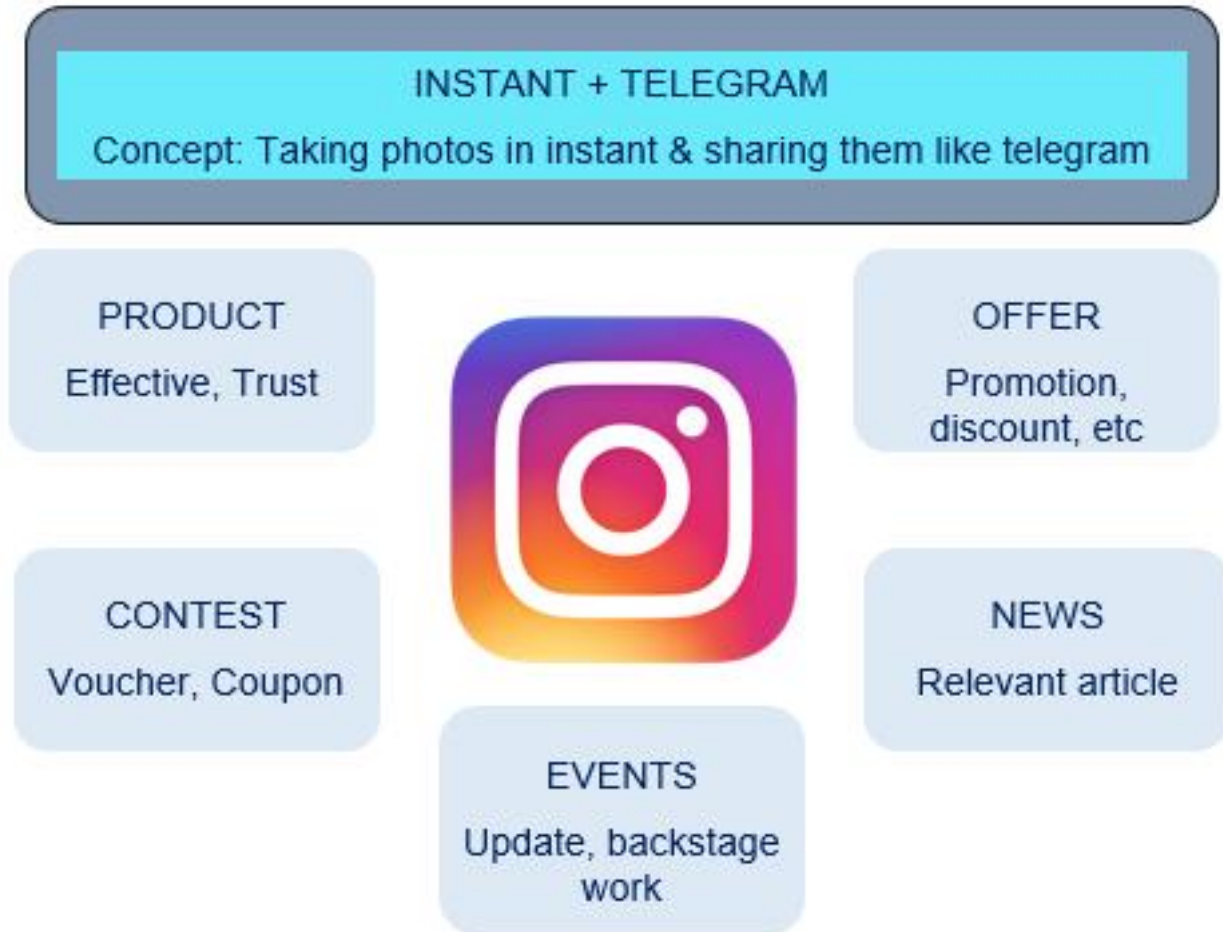 INSTANT + TELEGRAM
Concept: Taking photos in instant & sharing them like telegram
PRODUCT
Effective, Trust
OFFER
Promotion,
discount, etc
CONTEST
Voucher, Coupon
NEWS
Relevant article
EVENTS
Update, backstage
work